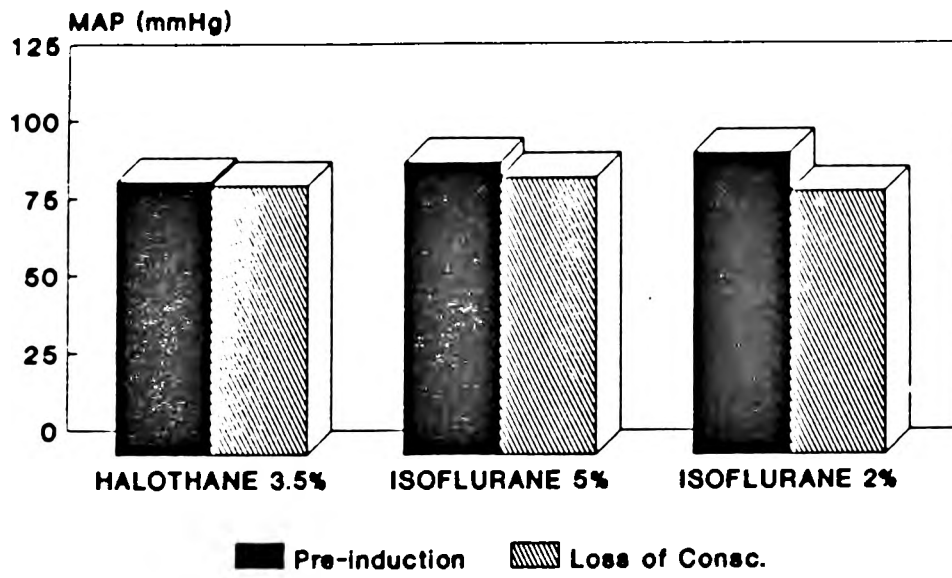 MAP (mmHg)
125
100
75
50
25
0
HALOTHANE 3.5% ISOFLURANE 5% ISOFLURANE 2%
Pre-induction Loss of Consc.